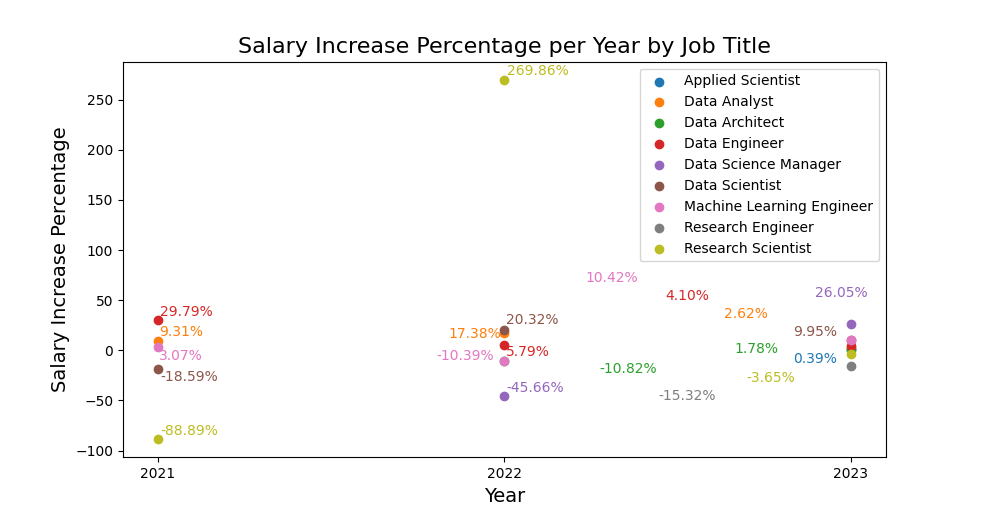 Salary Increase Percentage per Year by Job Title
Salary Increase Percentage
250
200
150
100
50
0
−50
−100
269.86%
Applied Scientist
Data Analyst
Data Architect
Data Engineer
Data Science Manager
Data Scientist
Machine Learning Engineer
Research Engineer
Research Scientist
29.79%
9.31%
3.07%
-18.59%
-88.89%
20.32%
17.38%
5.79%
-10.39%
-45.66%
10.42%
4.10%
26.05%
2.62%
9.95%
1.78%
0.39%
-10.82%
-3.65%
-15.32%
2021
2022
2023
Year